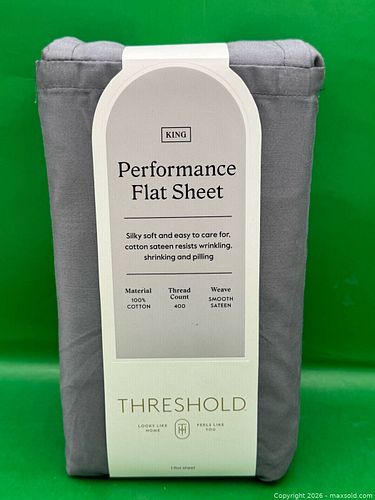 KING
Performance
Flat Sheet
Silky soft and easy to care for,
cotton sateen resists wrinkling,
shrinking and pilling
Material
100%
COTTON
Thread
Count
400
Weave
SMOOTH
SATEEN
THRESHOLD
LOOKS LIKE
HOME
FEELS LIKE
YOU
1 flat sheet
Copyright 2026 - maxsold.com